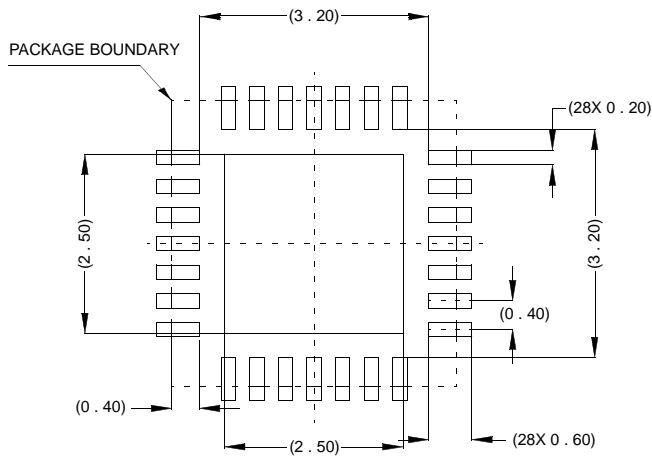 (3 . 20)
PACKAGE BOUNDARY
(28X 0 . 20)
(2 . 50)
(3 . 20)
(0 . 40)
(0 . 40)
(2 . 50)
(28X 0 . 60)